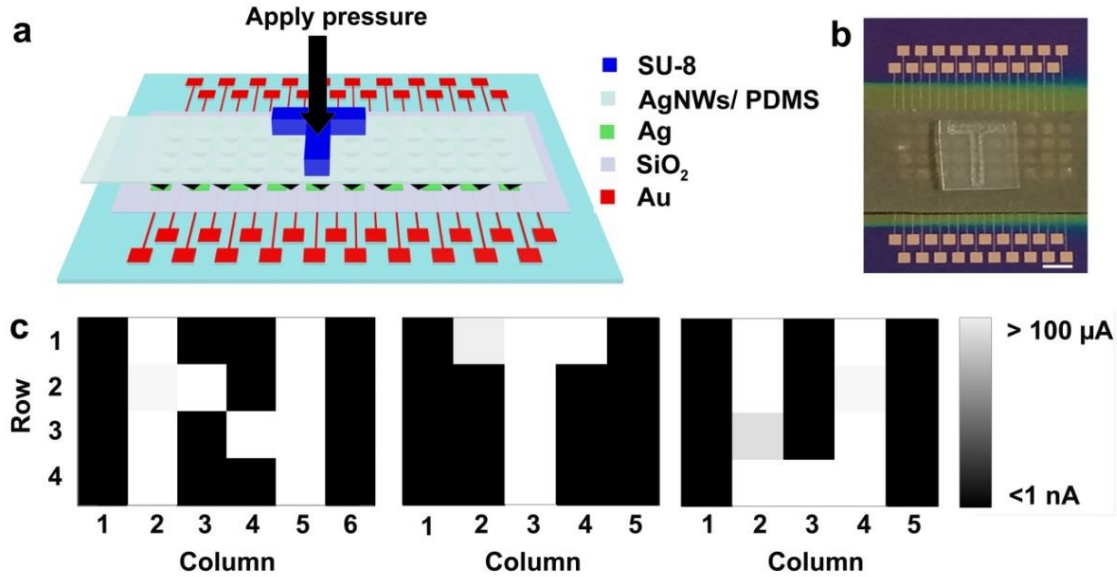 a
Apply pressure
SU-8
AgNWs/ PDMS
Ag
SiO₂
Au
b
T
c
Row
1
2
3
4
1 2 3 4 5 6
Column
1 2 3 4 5
Column
1 2 3 4 5
Column
> 100 µA
<1 nA